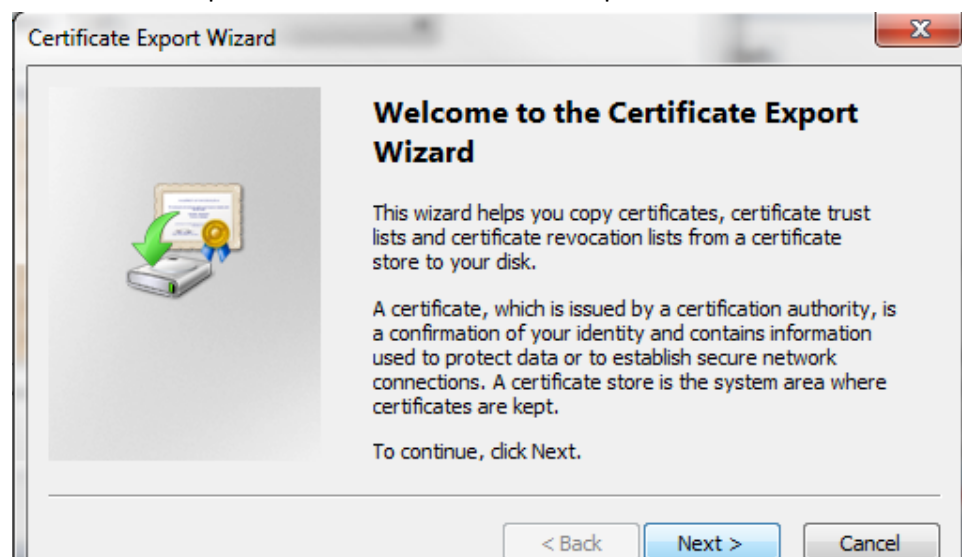 Certificate Export Wizard
Welcome to the Certificate Export
Wizard
This wizard helps you copy certificates, certificate trust
lists and certificate revocation lists from a certificate
store to your disk.
A certificate, which is issued by a certification authority, is
a confirmation of your identity and contains information
used to protect data or to establish secure network
connections. A certificate store is the system area where
certificates are kept.
To continue, click Next.
< Back Next > Cancel